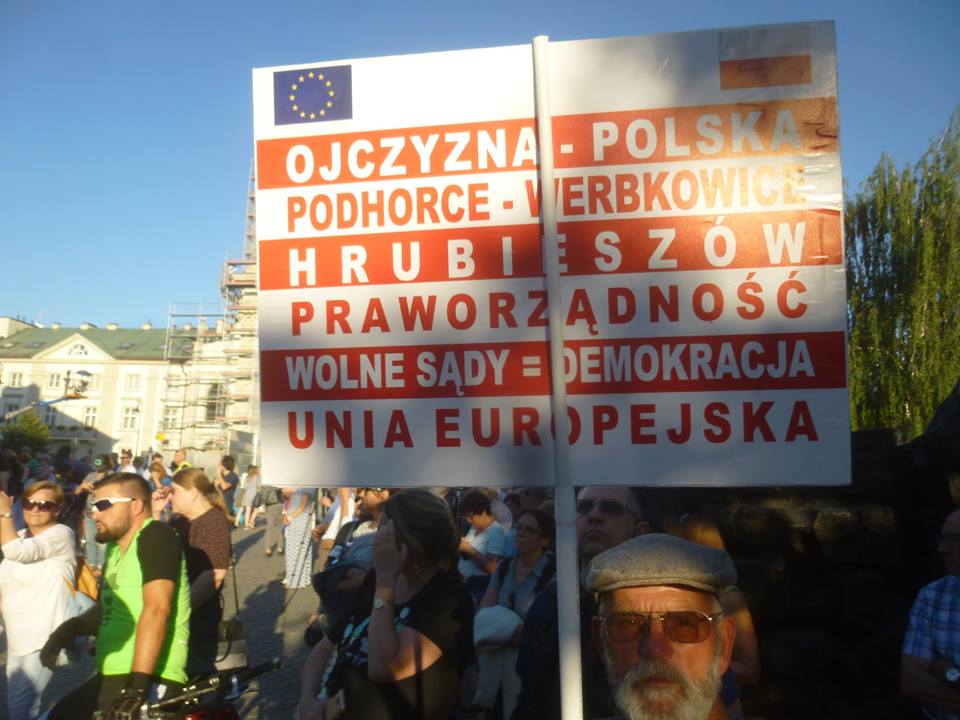 OJCZYZNA - POLSKA
PODHORCE - WERBKOWICE
HRUBIESZÓW
PRAWORZĄDNOŚĆ
WOLNE SĄDY = DEMOKRACJA
UNIA EUROPEJSKA